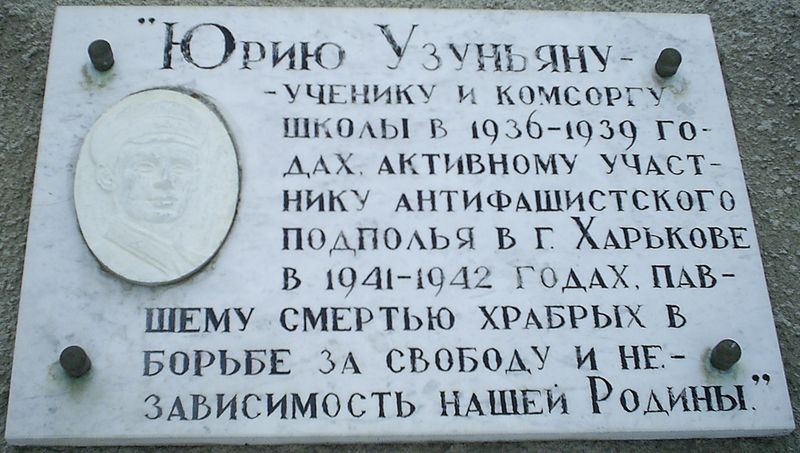 "Юрию Узуньяну-
-ученику и комсоргу
школы в 1936-1939 го-
дах, активному участ-
нику антифашистского
подполья в г. Харькове
в 1941-1942 годах, пав-
шему смертью храбрых в
борьбе за свободу и не-
зависимость нашей Родины."